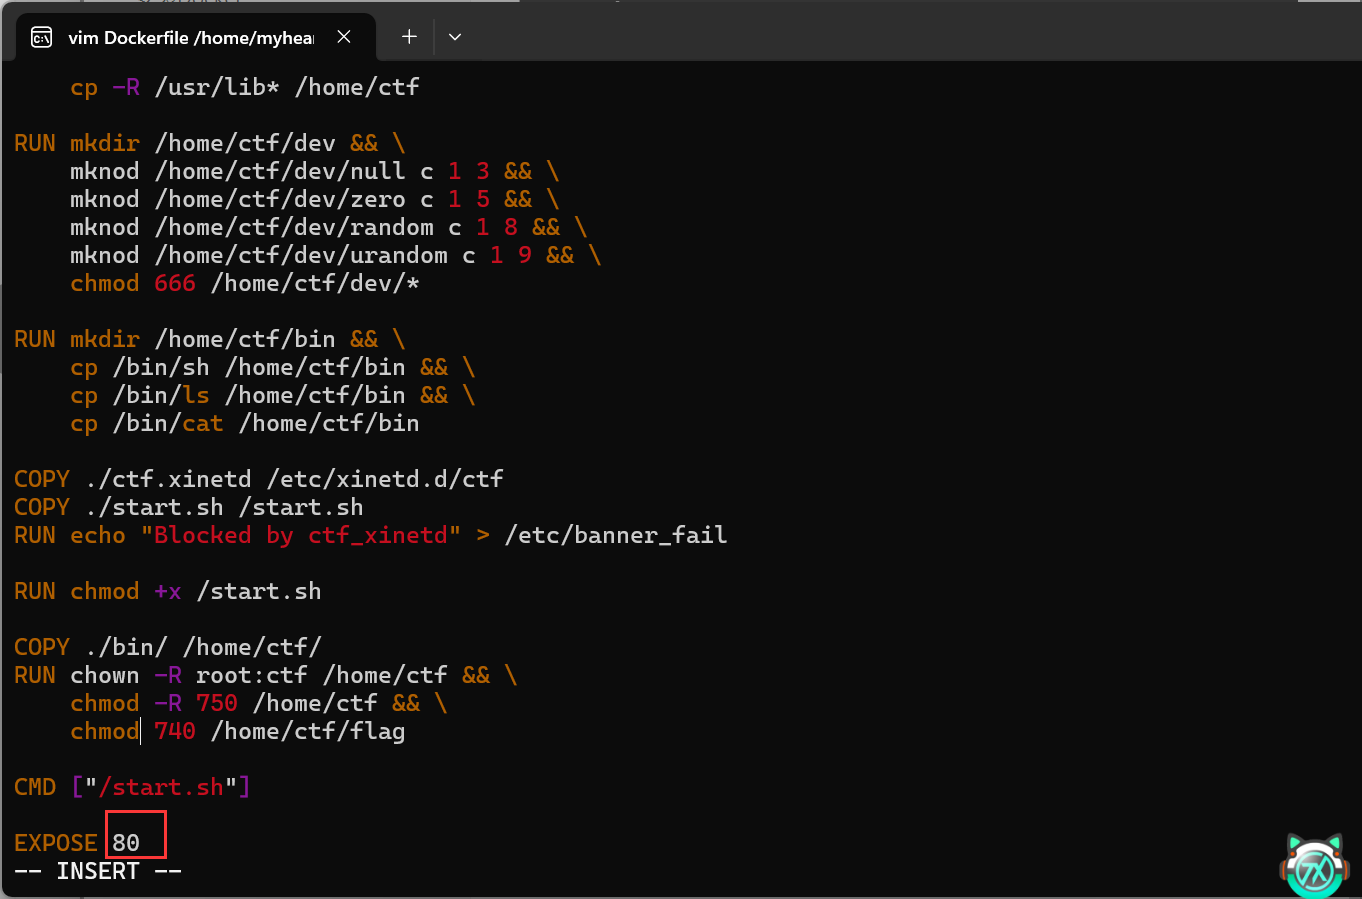 vim Dockerfile /home/myhear
cp -R /usr/lib* /home/ctf
RUN mkdir /home/ctf/dev && \
mknod /home/ctf/dev/null c 1 3 && \
mknod /home/ctf/dev/zero c 1 5 && \
mknod /home/ctf/dev/random c 1 8 && \
mknod /home/ctf/dev/urandom c 1 9 && \
chmod 666 /home/ctf/dev/*
RUN mkdir /home/ctf/bin && \
cp /bin/sh /home/ctf/bin && \
cp /bin/ls /home/ctf/bin && \
cp /bin/cat /home/ctf/bin
COPY ./ctf.xinetd /etc/xinetd.d/ctf
COPY ./start.sh /start.sh
RUN echo "Blocked by ctf_xinetd" > /etc/banner_fail
RUN chmod +x /start.sh
COPY ./bin/ /home/ctf/
RUN chown -R root:ctf /home/ctf && \
chmod -R 750 /home/ctf && \
chmod 740 /home/ctf/flag
CMD ["/start.sh"]
EXPOSE 80
-- INSERT --
7X